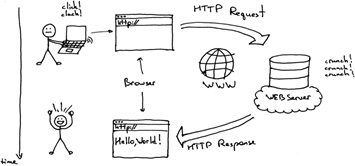 click!
clack!
HTTP Request
http://
crunch!
crunch!
crunch!
WWW
WEB Server
Browser
http://
Hello, World!
HTTP Response
time